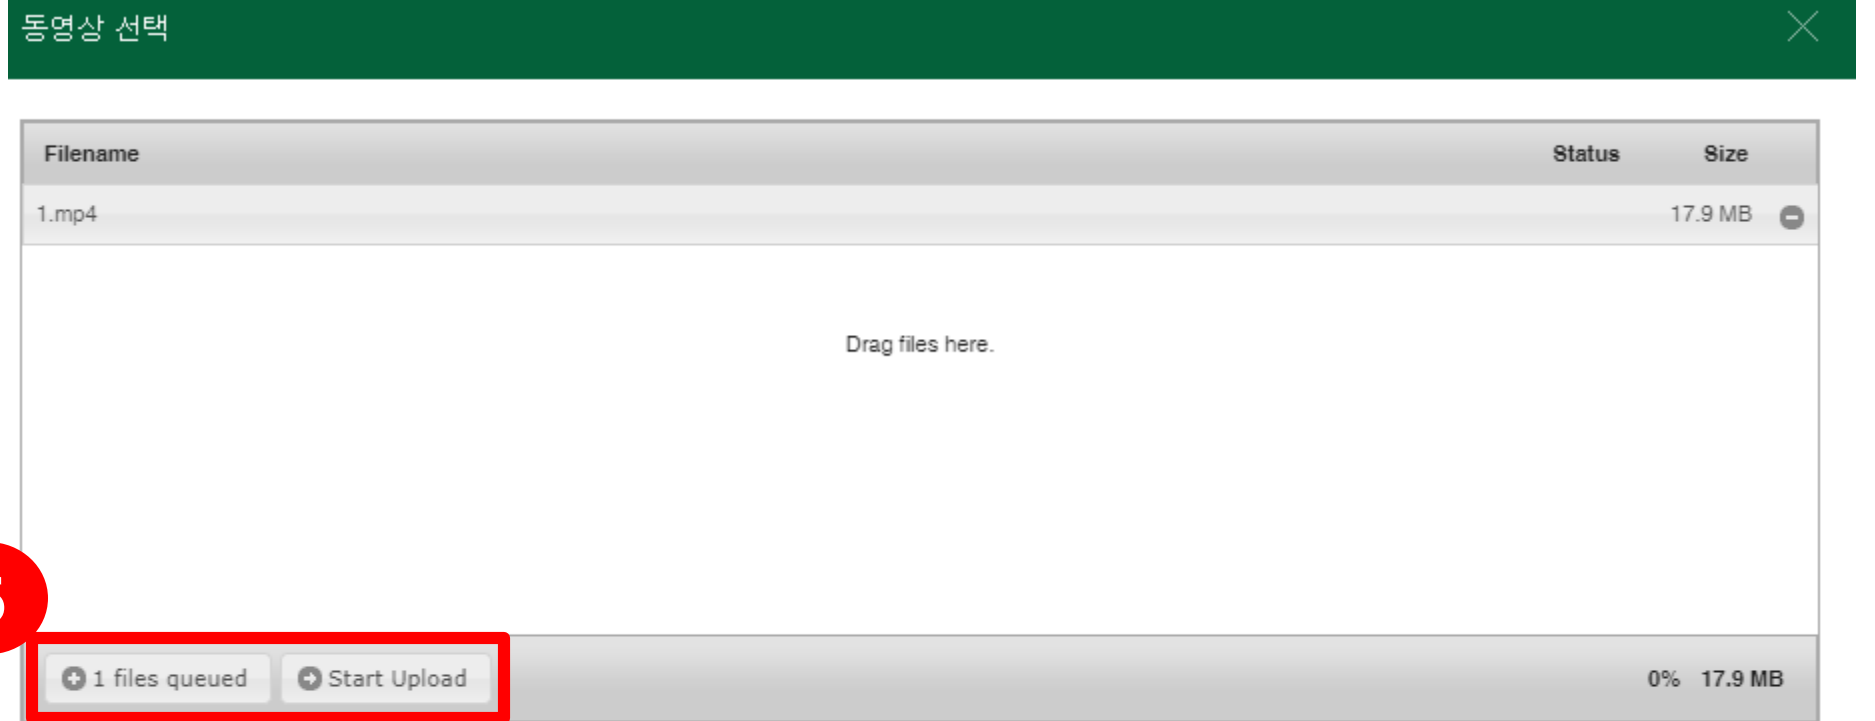 동영상 선택
Filename Status Size
1.mp4 17.9 MB
Drag files here.
1 files queued Start Upload 0% 17.9 MB